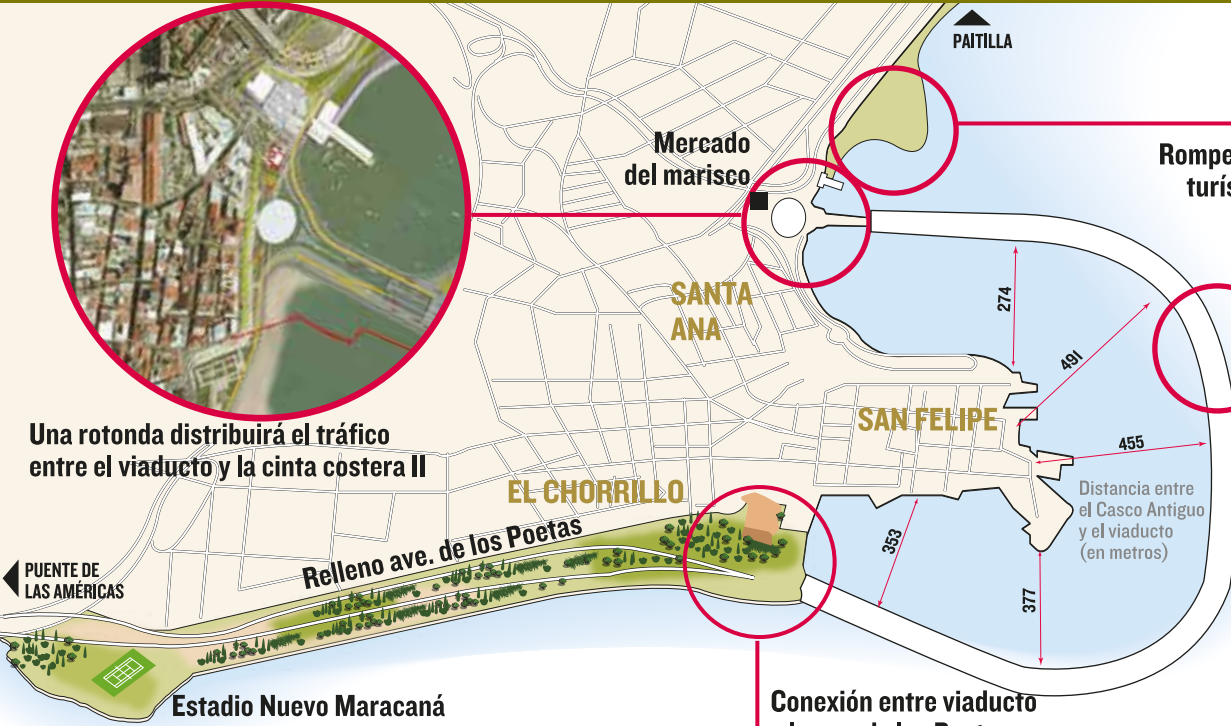 PAITILLA
Mercado
del marisco
Rompe
turís
SANTA
ANA
274
491
SAN FELIPE
455
Una rotonda distribuirá el tráfico
entre el viaducto y la cinta costera II
EL CHORRILLO
Distancia entre
el Casco Antiguo
y el viaducto
(en metros)
353
377
Relleno ave. de los Poetas
PUENTE DE
LAS AMÉRICAS
Estadio Nuevo Maracaná
Conexión entre viaducto